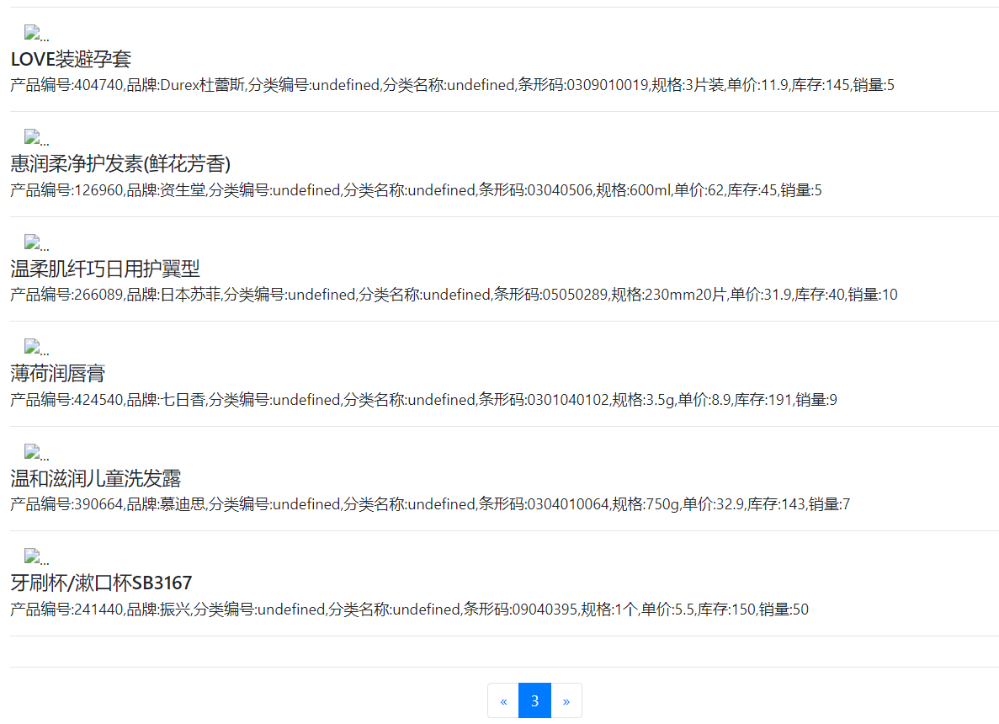 ...
LOVE装避孕套
产品编号:404740,品牌:Durex杜蕾斯,分类编号:undefined,分类名称:undefined,条形码:0309010019,规格:3片装,单价:11.9,库存:145,销量:5
...
惠润柔净护发素(鲜花芳香)
产品编号:126960,品牌:资生堂,分类编号:undefined,分类名称:undefined,条形码:03040506,规格:600ml,单价:62,库存:45,销量:5
...
温柔肌纤巧日用护翼型
产品编号:266089,品牌:日本苏菲,分类编号:undefined,分类名称:undefined,条形码:05050289,规格:230mm20片,单价:31.9,库存:40,销量:10
...
薄荷润唇膏
产品编号:424540,品牌:七日香,分类编号:undefined,分类名称:undefined,条形码:0301040102,规格:3.5g,单价:8.9,库存:191,销量:9
...
温和滋润儿童洗发露
产品编号:390664,品牌:慕迪思,分类编号:undefined,分类名称:undefined,条形码:0304010064,规格:750g,单价:32.9,库存:143,销量:7
...
牙刷杯/漱口杯SB3167
产品编号:241440,品牌:振兴,分类编号:undefined,分类名称:undefined,条形码:09040395,规格:1个,单价:5.5,库存:150,销量:50
« 3 »